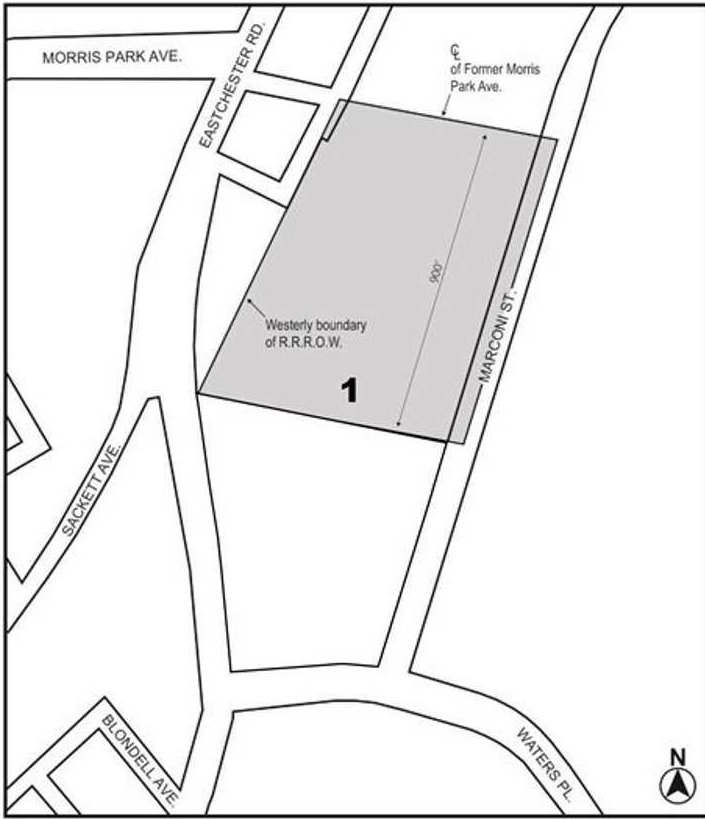 MORRIS PARK AVE.
EASTCHESTER RD.
℄
of Former Morris
Park Ave.
900'
MARCONI ST.
Westerly boundary
of R.R.R.O.W.
1
SACKETT AVE.
BLONDELL AVE.
WATERS PL.
N